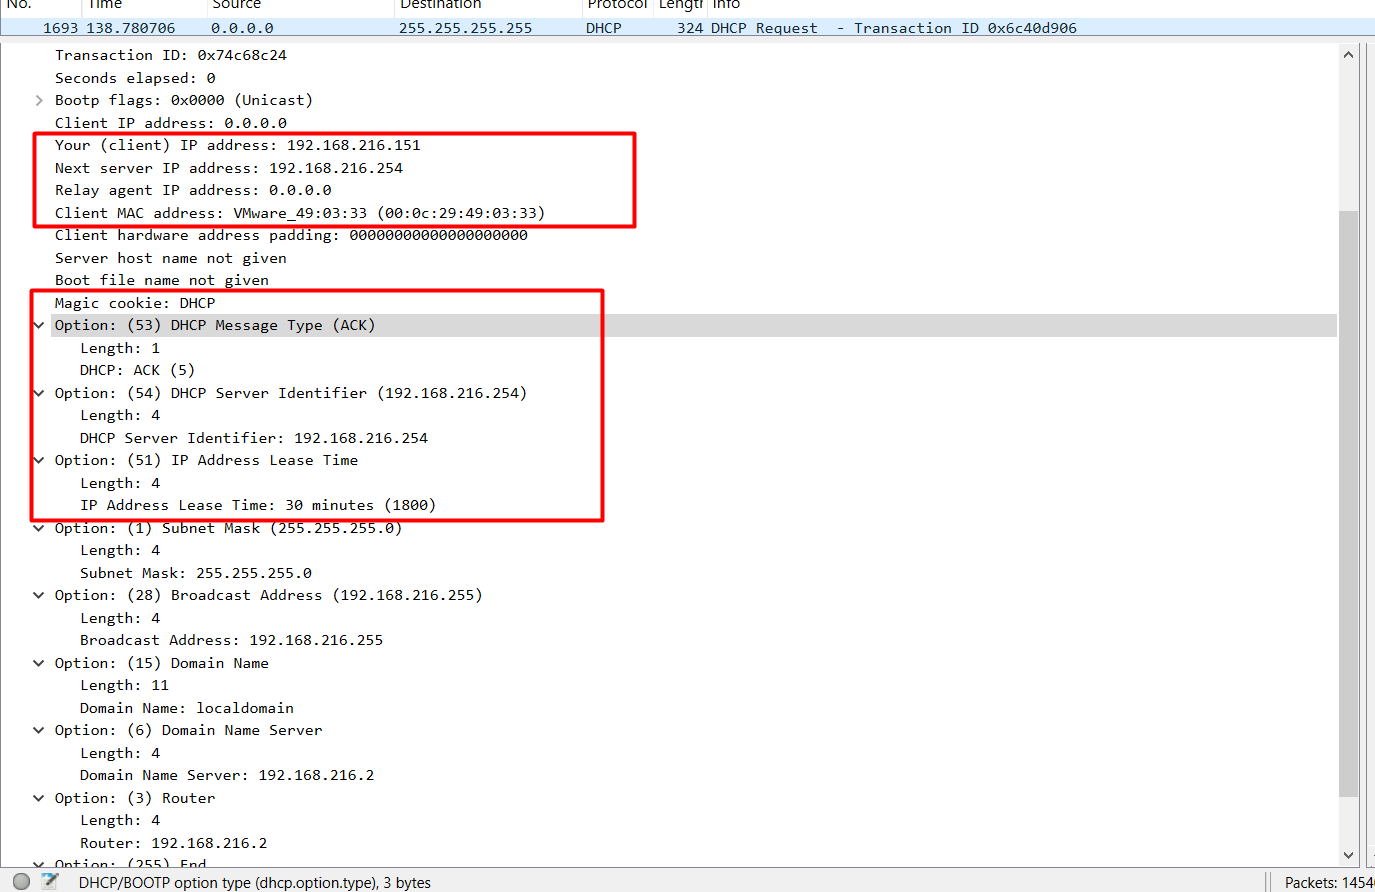 No. Time Source Destination Protocol Length Info
1693 138.780706 0.0.0.0 255.255.255.255 DHCP 324 DHCP Request - Transaction ID 0x6c40d906
Transaction ID: 0x74c68c24
Seconds elapsed: 0
Bootp flags: 0x0000 (Unicast)
Client IP address: 0.0.0.0
Your (client) IP address: 192.168.216.151
Next server IP address: 192.168.216.254
Relay agent IP address: 0.0.0.0
Client MAC address: VMware_49:03:33 (00:0c:29:49:03:33)
Client hardware address padding: 00000000000000000000
Server host name not given
Boot file name not given
Magic cookie: DHCP
Option: (53) DHCP Message Type (ACK)
Length: 1
DHCP: ACK (5)
Option: (54) DHCP Server Identifier (192.168.216.254)
Length: 4
DHCP Server Identifier: 192.168.216.254
Option: (51) IP Address Lease Time
Length: 4
IP Address Lease Time: 30 minutes (1800)
Option: (1) Subnet Mask (255.255.255.0)
Length: 4
Subnet Mask: 255.255.255.0
Option: (28) Broadcast Address (192.168.216.255)
Length: 4
Broadcast Address: 192.168.216.255
Option: (15) Domain Name
Length: 11
Domain Name: localdomain
Option: (6) Domain Name Server
Length: 4
Domain Name Server: 192.168.216.2
Option: (3) Router
Length: 4
Router: 192.168.216.2
Option: (255) End
DHCP/BOOTP option type (dhcp.option.type), 3 bytes
Packets: 1454